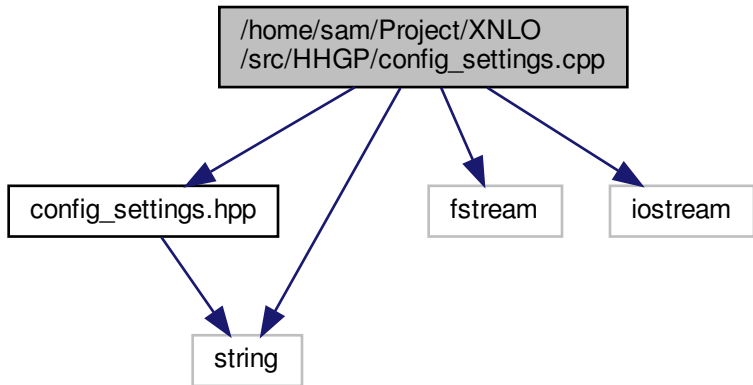 /home/sam/Project/XNLO
/src/HHGP/config_settings.cpp
config_settings.hpp
fstream
iostream
string